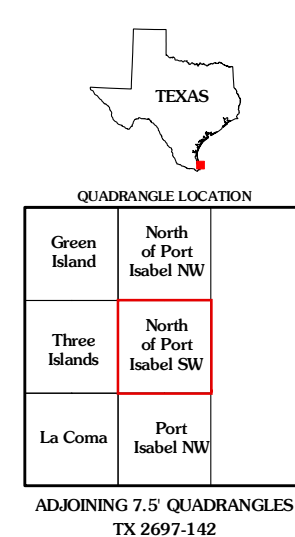 TEXAS
QUADRANGLE LOCATION
Green
Island
North
of Port
Isabel NW
Three
Islands
North
of Port
Isabel SW
La Coma
Port
Isabel NW
ADJOINING 7.5' QUADRANGLES
TX 2697-142